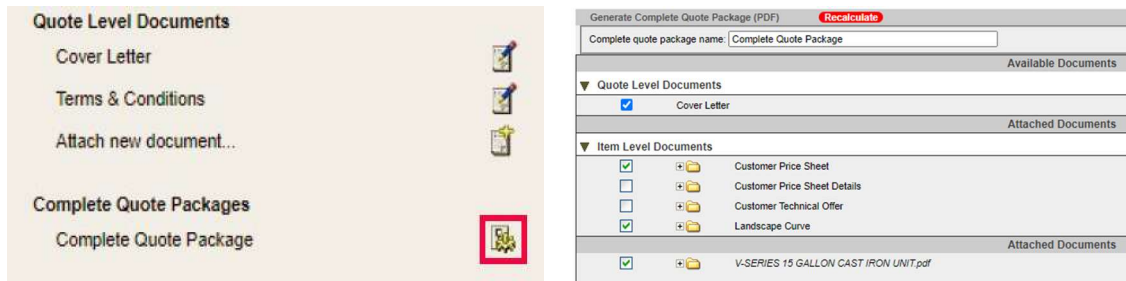 Quote Level Documents
Cover Letter
Terms & Conditions
Attach new document...
Complete Quote Packages
Complete Quote Package
Generate Complete Quote Package (PDF) Recalculate
Complete quote package name: Complete Quote Package
Available Documents
Quote Level Documents
Cover Letter
Attached Documents
Item Level Documents
Customer Price Sheet
Customer Price Sheet Details
Customer Technical Offer
Landscape Curve
Attached Documents
V-SERIES 15 GALLON CAST IRON UNIT.pdf